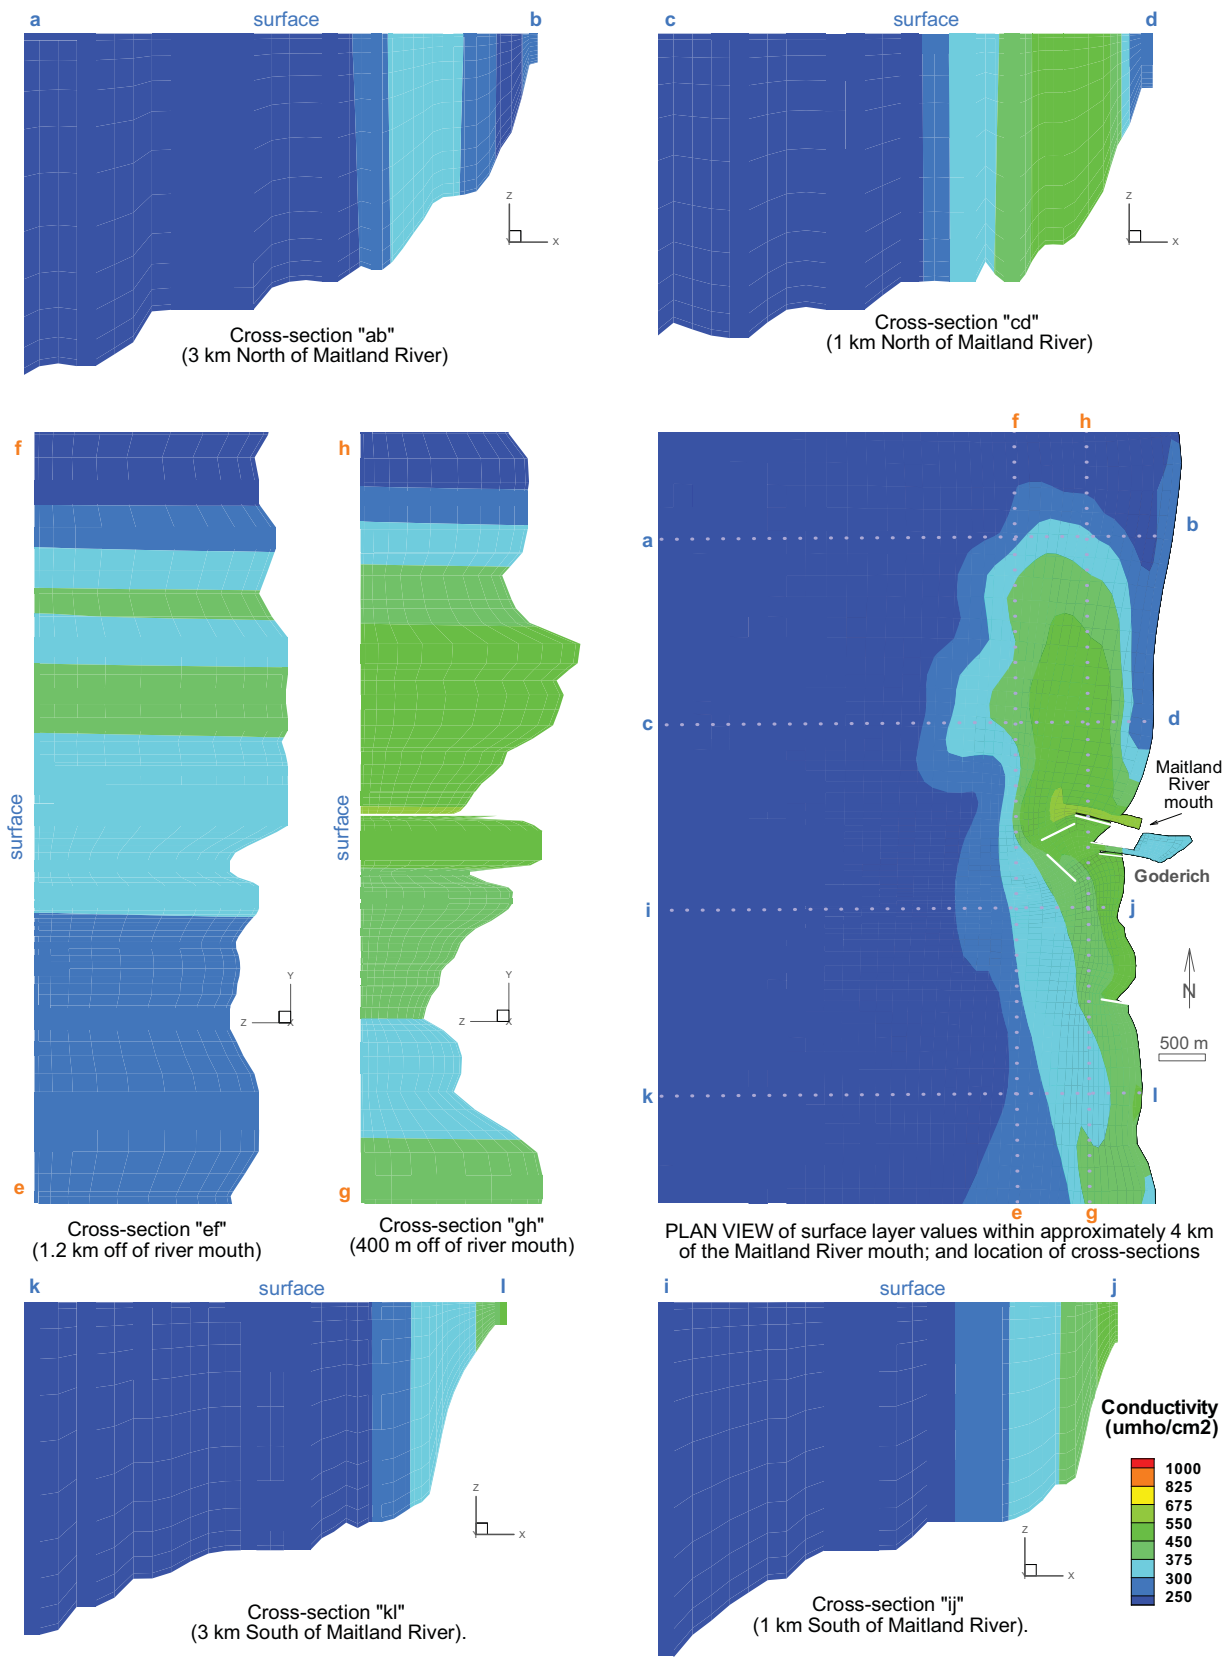 a
surface
b
Z
Y
X
Cross-section "ab"
(3 km North of Maitland River)
c
surface
d
Z
Y
X
Cross-section "cd"
(1 km North of Maitland River)
f
surface
e
Y
Z
X
Cross-section "ef"
(1.2 km off of river mouth)
h
surface
g
Y
Z
X
Cross-section "gh"
(400 m off of river mouth)
f
h
a
b
c
d
Maitland
River
mouth
Goderich
i
j
N
500 m
k
l
e
g
PLAN VIEW of surface layer values within approximately 4 km
of the Maitland River mouth; and location of cross-sections
k
surface
l
Z
Y
X
Cross-section "kl"
(3 km South of Maitland River).
i
surface
j
Z
Y
X
Cross-section "ij"
(1 km South of Maitland River).
Conductivity
(umho/cm2)
1000
825
675
550
450
375
300
250